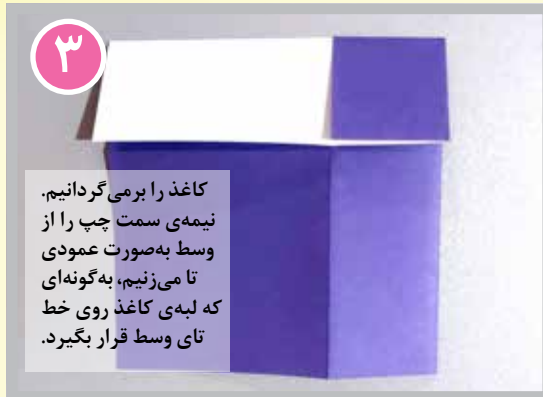 ۳
کاغذ را برمی‌گردانیم.
نیمه‌ی سمت چپ را از
وسط به‌صورت عمودی
تا می‌زنیم، به‌گونه‌ای
که لبه‌ی کاغذ روی خط
تای وسط قرار بگیرد.